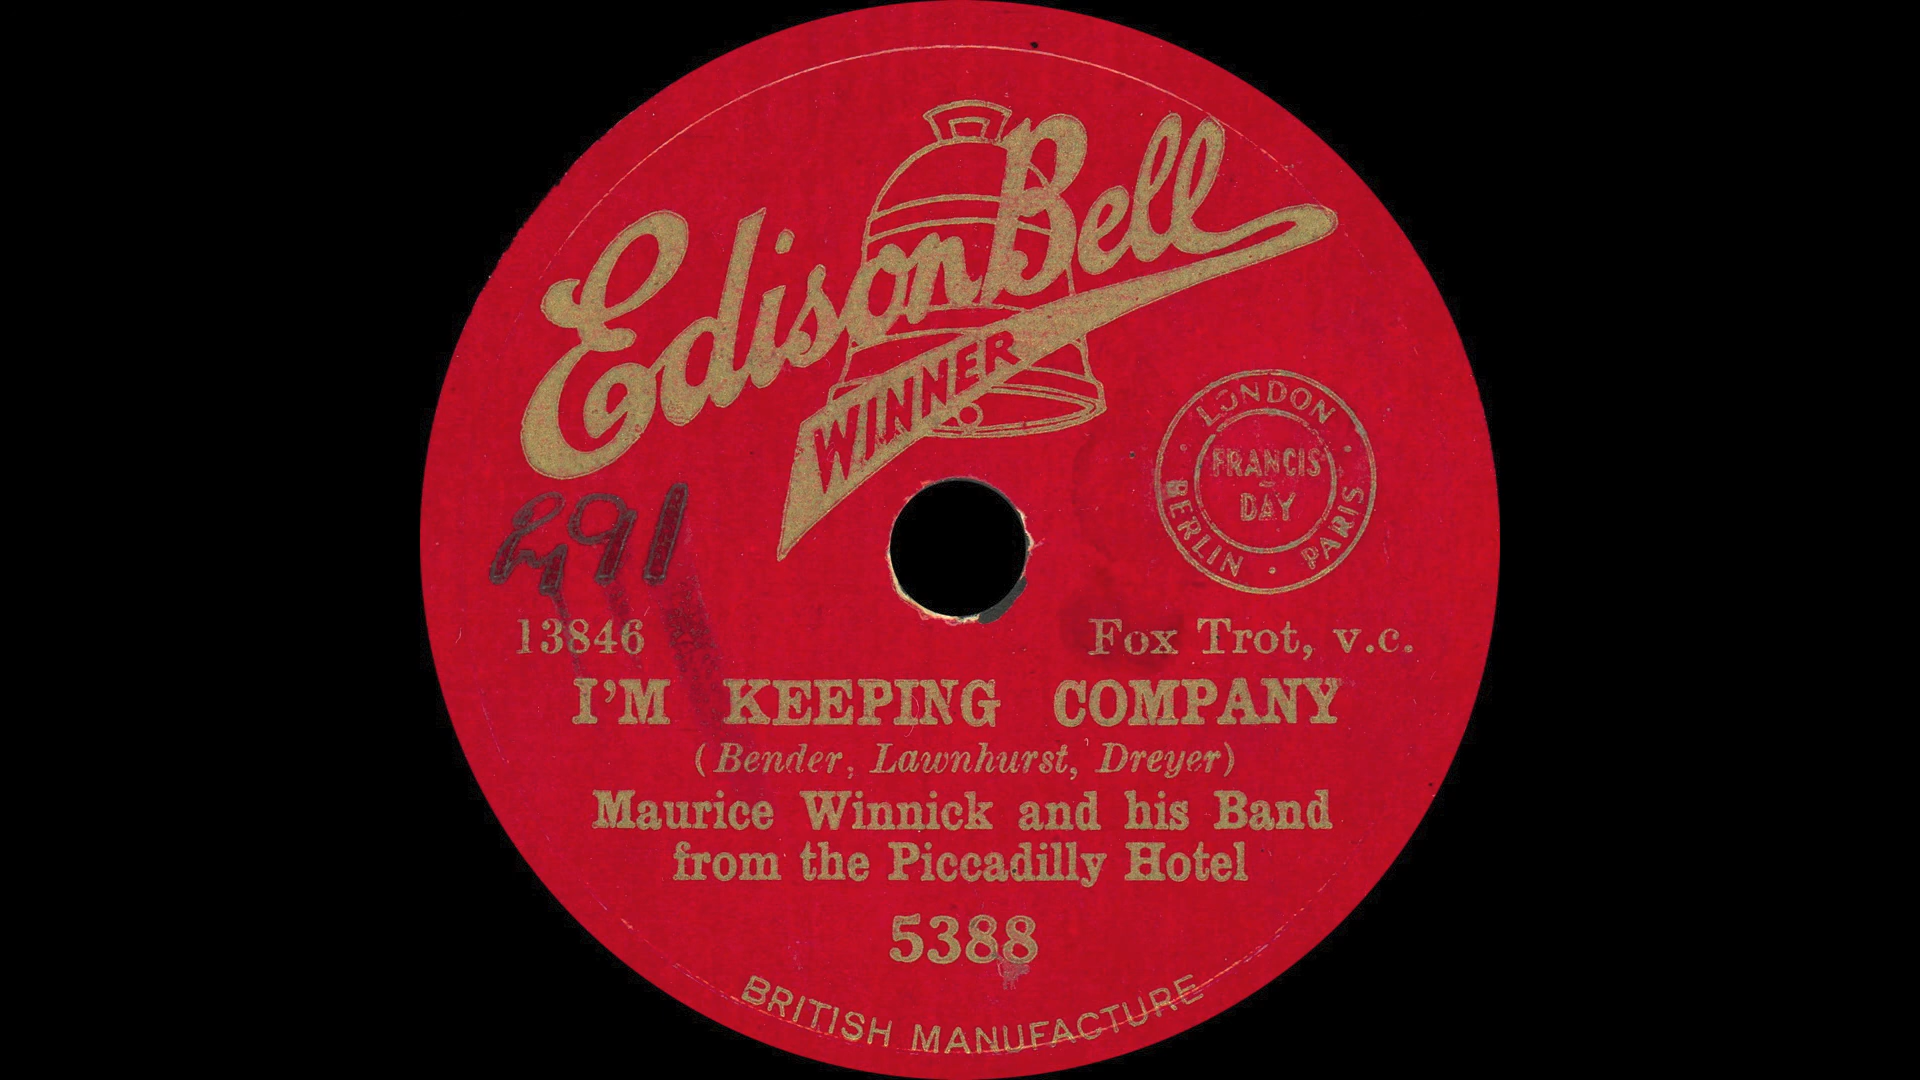 Edison Bell
WINNER
LONDON
FRANCIS
DAY
BERLIN · PARIS
13846
Fox Trot, v.c.
I'M KEEPING COMPANY
(Bender, Lawnhurst, Dreyer)
Maurice Winnick and his Band
from the Piccadilly Hotel
5388
BRITISH MANUFACTURE